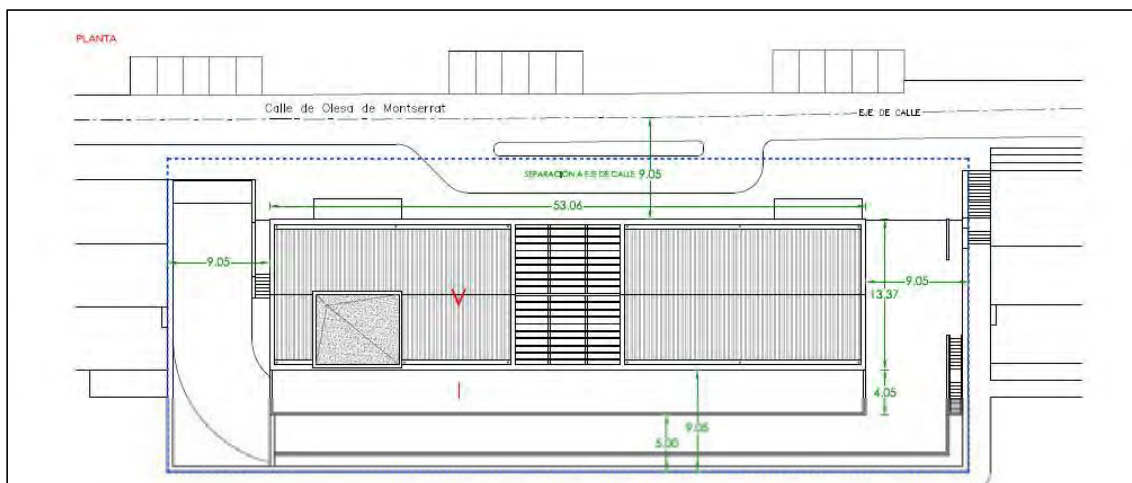 PLANTA
Calle de Olesa de Montserrat
EJE DE CALLE
SEPARACIÓN A EJE DE CALLE 9.05
53.06
9.05
9.05
13.37
4.05
9.05
5.00